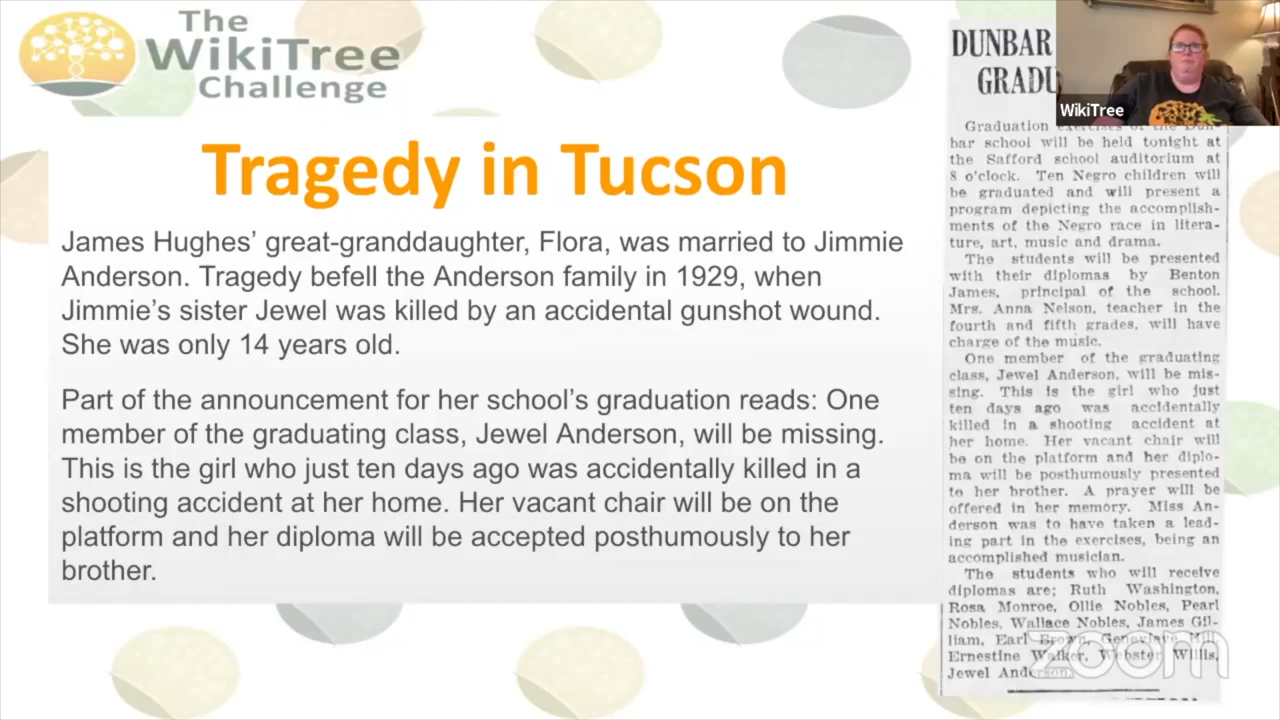 The
WikiTree
Challenge
Tragedy in Tucson
James Hughes’ great-granddaughter, Flora, was married to Jimmie
Anderson. Tragedy befell the Anderson family in 1929, when
Jimmie’s sister Jewel was killed by an accidental gunshot wound.
She was only 14 years old.
Part of the announcement for her school’s graduation reads: One
member of the graduating class, Jewel Anderson, will be missing.
This is the girl who just ten days ago was accidentally killed in a
shooting accident at her home. Her vacant chair will be on the
platform and her diploma will be accepted posthumously to her
brother.
DUNBAR
GRADU
WikiTree
Graduation exercises of the Dun-
bar school will be held tonight at
the Safford school auditorium at
8 o'clock. Ten Negro children will
be graduated and will present a
program depicting the accomplish-
ments of the Negro race in litera-
ture, art, music and drama.
The students will be presented
with their diplomas by Benton
James, principal of the school.
Mrs. Anna Nelson, teacher in the
fourth and fifth grades, will have
charge of the music.
One member of the graduating
class, Jewel Anderson, will be mis-
sing. This is the girl who just
ten days ago was accidentally
killed in a shooting accident at
her home. Her vacant chair will
be on the platform and her diplo-
ma will be posthumously presented
to her brother. A prayer will be
offered in her memory. Miss An-
derson was to have taken a lead-
ing part in the exercises, being an
accomplished musician.
The students who will receive
diplomas are; Ruth Washington,
Rosa Monroe, Ollie Nobles, Pearl
Nobles, Wallace Nobles, James Gil-
liam, Earl Brown, Genevieve Hill,
Ernestine Walker, Webster Willis,
Jewel Anderson.
zoom